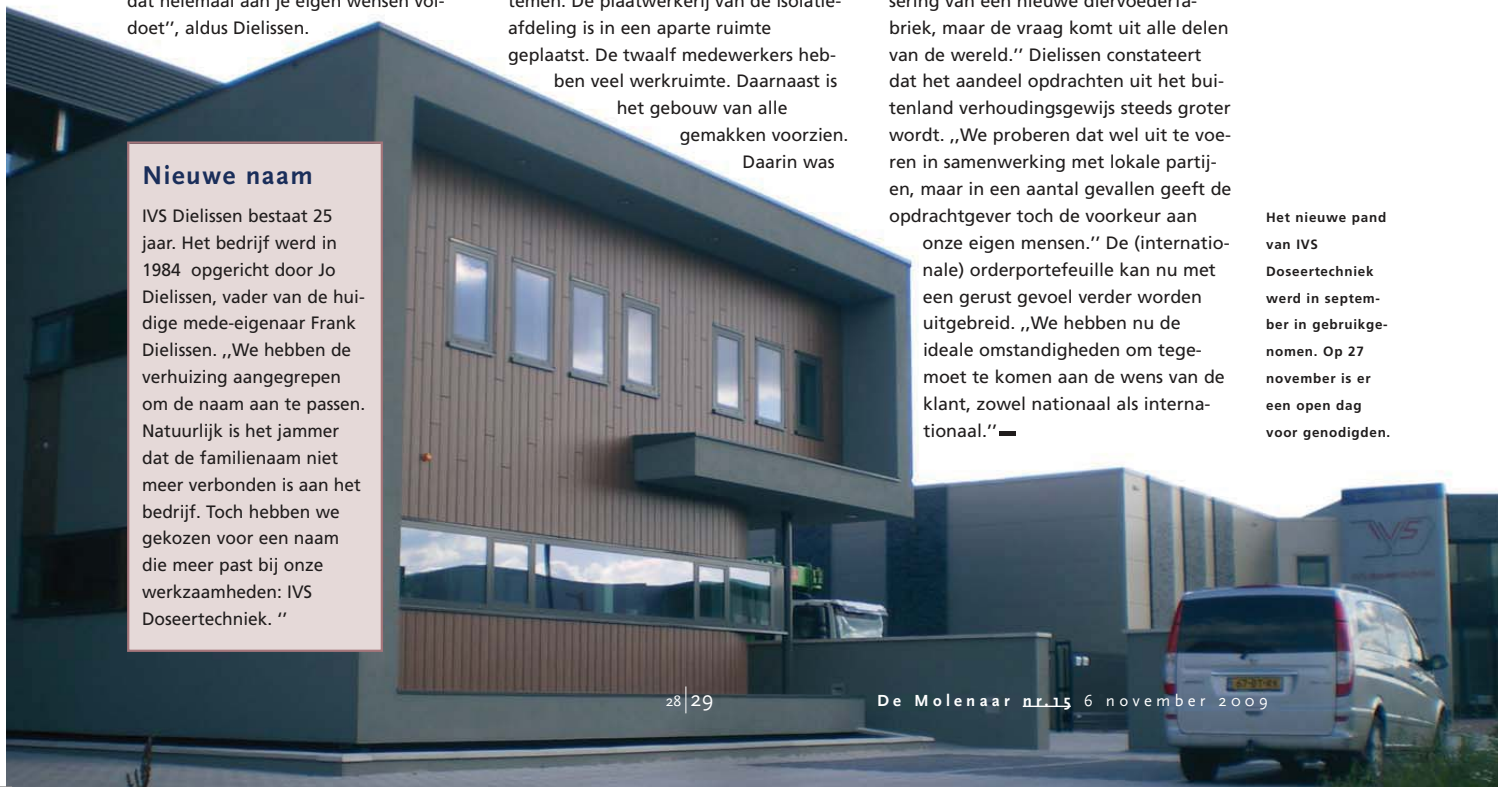 dat helemaal aan je eigen wensen vol-
doet’’, aldus Dielissen.
Nieuwe naam
IVS Dielissen bestaat 25
jaar. Het bedrijf werd in
1984 opgericht door Jo
Dielissen, vader van de hui-
dige mede-eigenaar Frank
Dielissen. ,,We hebben de
verhuizing aangegrepen
om de naam aan te passen.
Natuurlijk is het jammer
dat de familienaam niet
meer verbonden is aan het
bedrijf. Toch hebben we
gekozen voor een naam
die meer past bij onze
werkzaamheden: IVS
Doseertechniek. ’’
temen. De plaatwerkerij van de isolatie-
afdeling is in een aparte ruimte
geplaatst. De twaalf medewerkers heb-
ben veel werkruimte. Daarnaast is
het gebouw van alle
gemakken voorzien.
Daarin was
sering van een nieuwe diervoederfa-
briek, maar de vraag komt uit alle delen
van de wereld.’’ Dielissen constateert
dat het aandeel opdrachten uit het bui-
tenland verhoudingsgewijs steeds groter
wordt. ,,We proberen dat wel uit te voe-
ren in samenwerking met lokale partij-
en, maar in een aantal gevallen geeft de
opdrachtgever toch de voorkeur aan
onze eigen mensen.’’ De (internatio-
nale) orderportefeuille kan nu met
een gerust gevoel verder worden
uitgebreid. ,,We hebben nu de
ideale omstandigheden om tege-
moet te komen aan de wens van de
klant, zowel nationaal als interna-
tionaal.’’
Het nieuwe pand
van IVS
Doseertechniek
werd in septem-
ber in gebruikge-
nomen. Op 27
november is er
een open dag
voor genodigden.
IVS
28|29
De Molenaar nr.15 6 november 2009